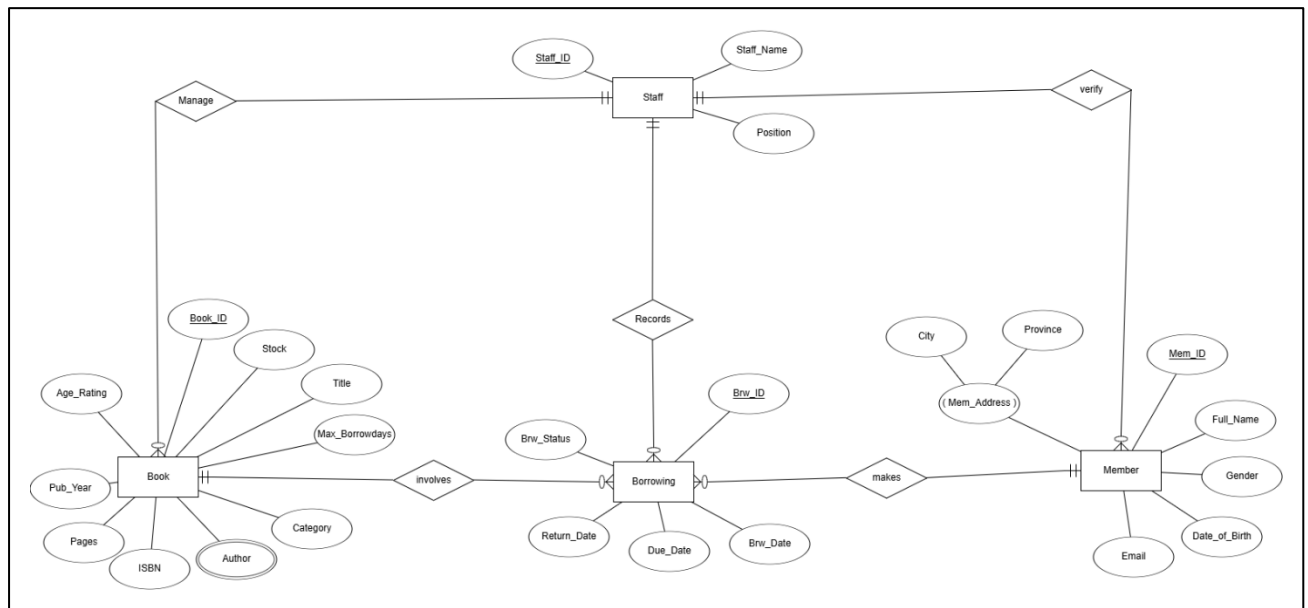 Staff_ID
Staff_Name
Manage
Staff
verify
Position
Records
Book_ID
Stock
Title
Age_Rating
Max_Borrowdays
Book
Pub_Year
Pages
ISBN
Author
Category
involves
Brw_Status
Brw_ID
Borrowing
Return_Date
Due_Date
Brw_Date
makes
City
Province
( Mem_Address )
Mem_ID
Full_Name
Member
Gender
Date_of_Birth
Email